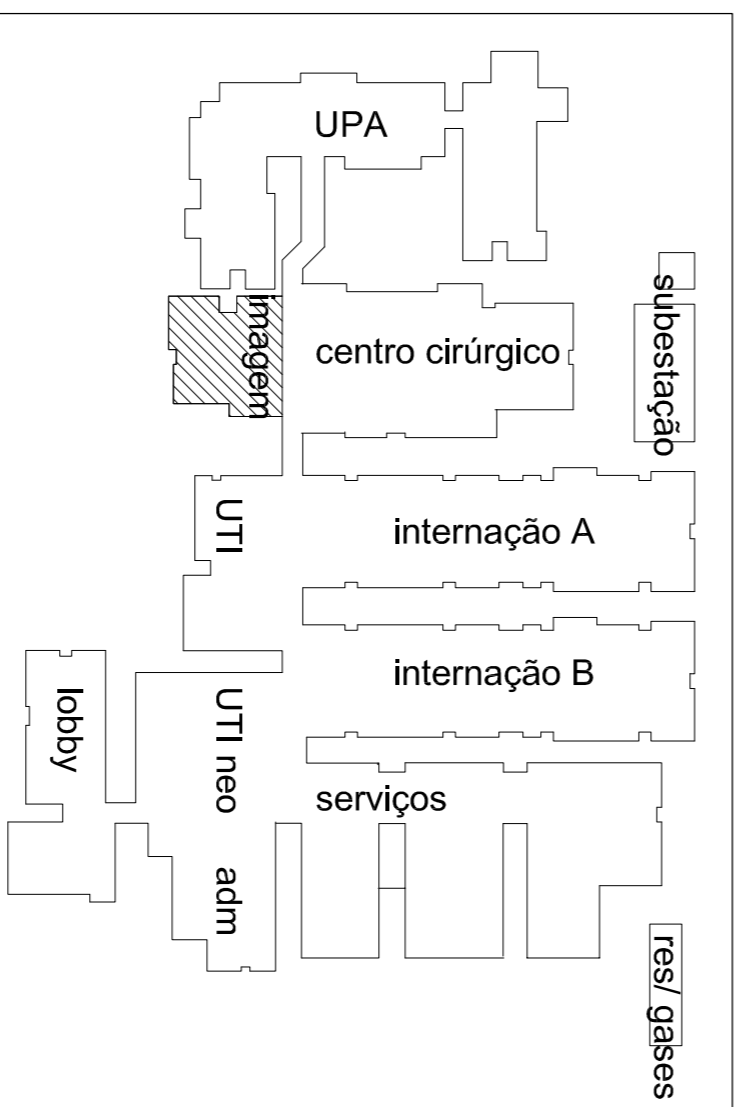 UPA
imagem
centro cirúrgico
subestação
UTI
internação A
internação B
lobby
UTI neo
serviços
adm
res/ gases